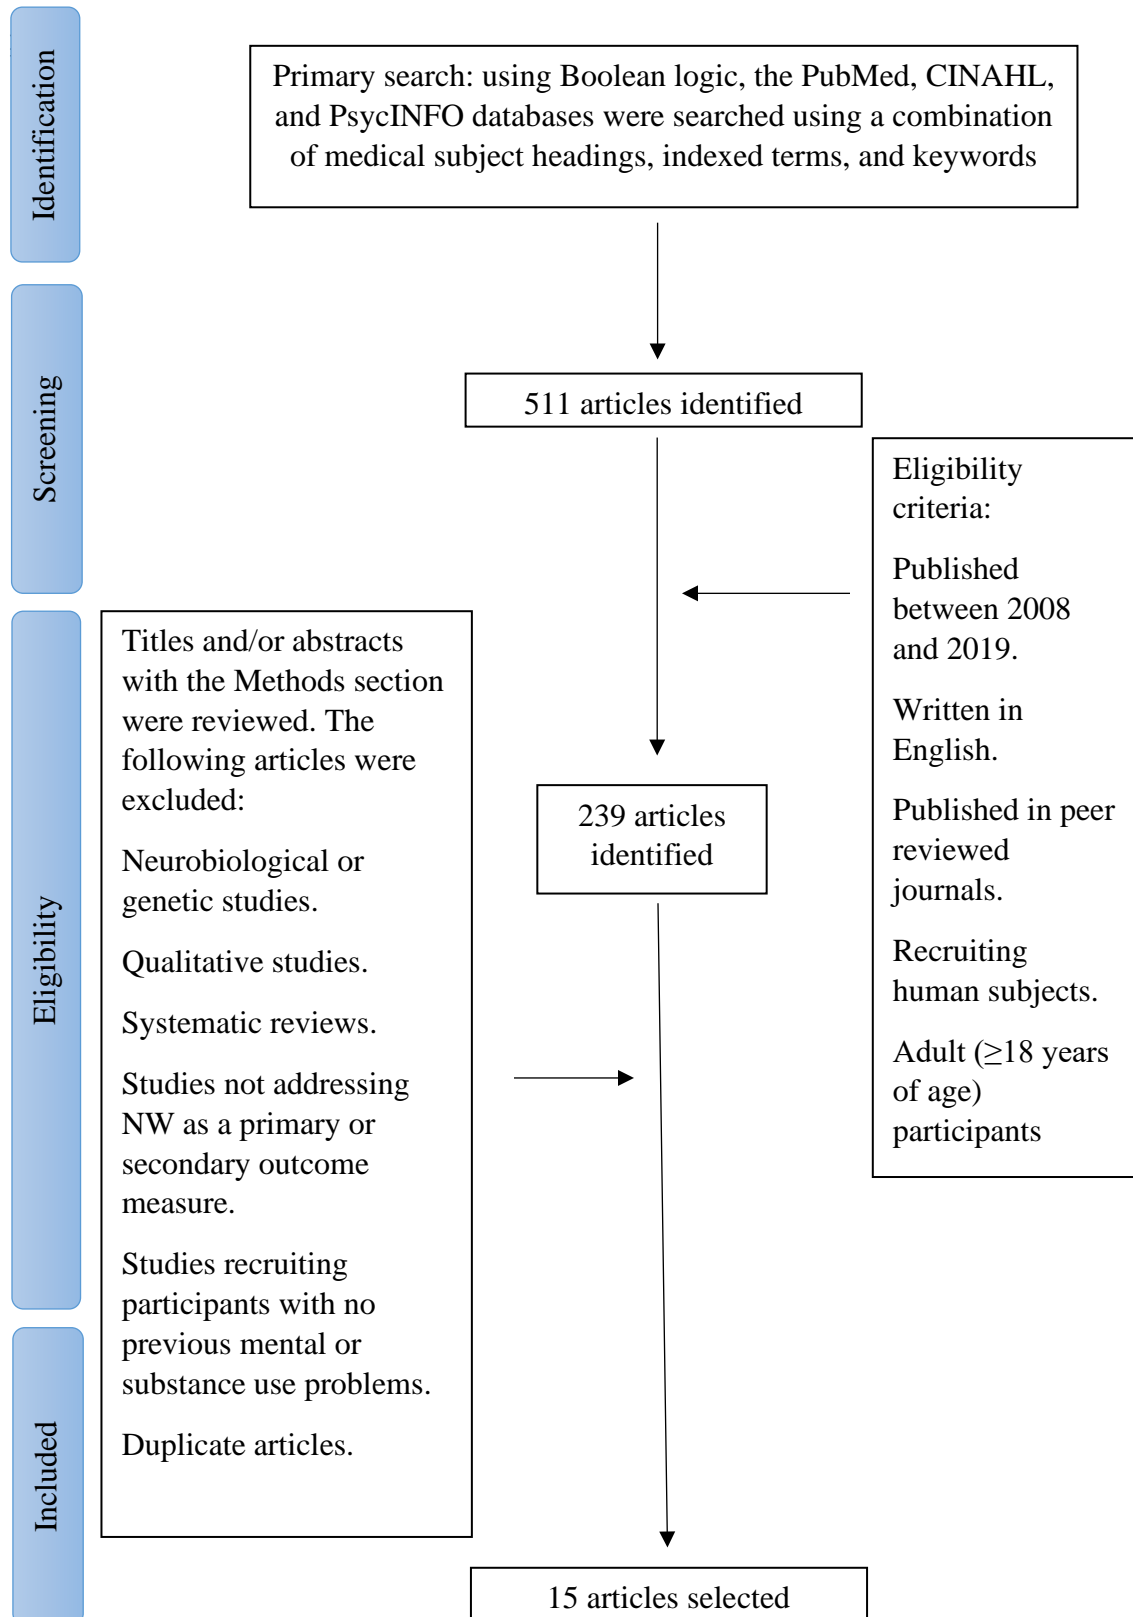 Identification
Primary search: using Boolean logic, the PubMed, CINAHL,
and PsycINFO databases were searched using a combination
of medical subject headings, indexed terms, and keywords
Screening
511 articles identified
Eligibility
criteria:
Published
between 2008
and 2019.
Written in
English.
Published in peer
reviewed
journals.
Recruiting
human subjects.
Adult (≥18 years
of age)
participants
Eligibility
Titles and/or abstracts
with the Methods section
were reviewed. The
following articles were
excluded:
Neurobiological or
genetic studies.
Qualitative studies.
Systematic reviews.
Studies not addressing
NW as a primary or
secondary outcome
measure.
Studies recruiting
participants with no
previous mental or
substance use problems.
Duplicate articles.
239 articles
identified
Included
15 articles selected